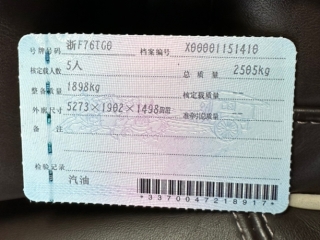 号牌号码 浙F76TG0 档案编号 X00001151410
核定载人数 5人 总质量 2505kg
整备质量 1898kg 核定载质量 --
外廓尺寸 5273×1902×1498mm 准牵引总质量 --
备注
检验记录
汽油
*3370047218917*